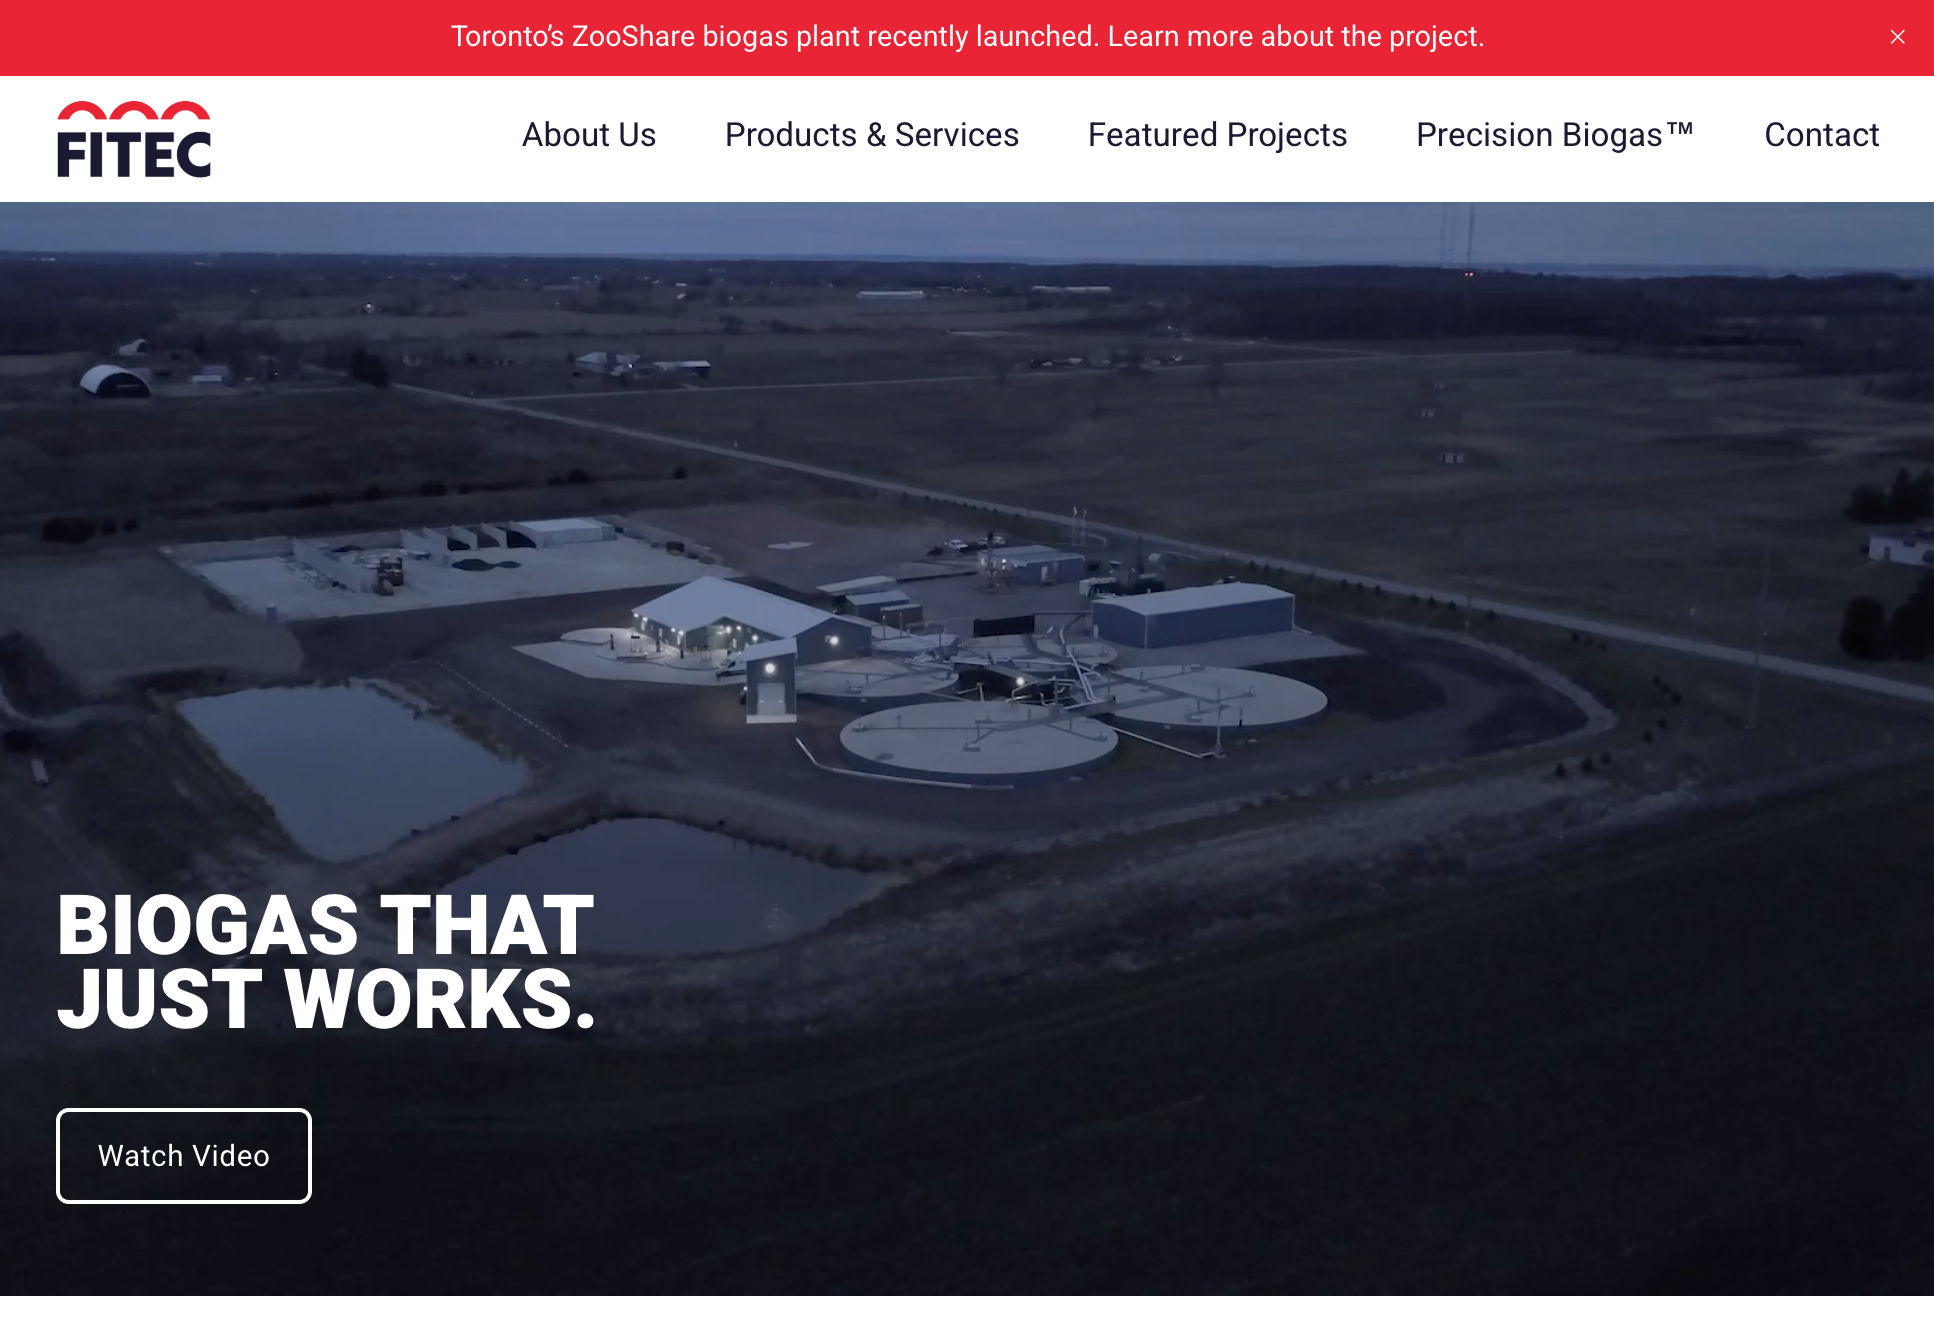 Toronto’s ZooShare biogas plant recently launched. Learn more about the project.
FITEC
About Us
Products & Services
Featured Projects
Precision Biogas™
Contact
BIOGAS THAT
JUST WORKS.
Watch Video